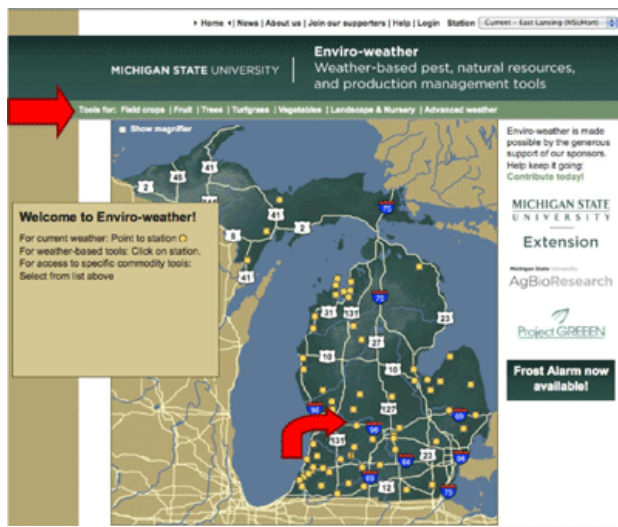 Home | News | About us | Join our supporters | Help | Login Station Current – East Lansing (MSUHort)
Enviro-weather
MICHIGAN STATE UNIVERSITY
Weather-based pest, natural resources,
and production management tools
Tools for: Field crops | Fruit | Trees | Turfgrass | Vegetables | Landscape & Nursery | Advanced weather
Show magnifier
Enviro-weather is made
possible by the generous
support of our sponsors.
Help keep it going:
Contribute today!
Welcome to Enviro-weather!
For current weather: Point to station
For weather-based tools: Click on station.
For access to specific commodity tools:
Select from list above
MICHIGAN STATE
UNIVERSITY
Extension
Michigan State University
AgBioResearch
Project GREEEN
Frost Alarm now
available!
41
45
41
2
41
2
75
8
41
31
131
75
23
27
10
10
127
96
96
69
131
23
94
96
69
12
75